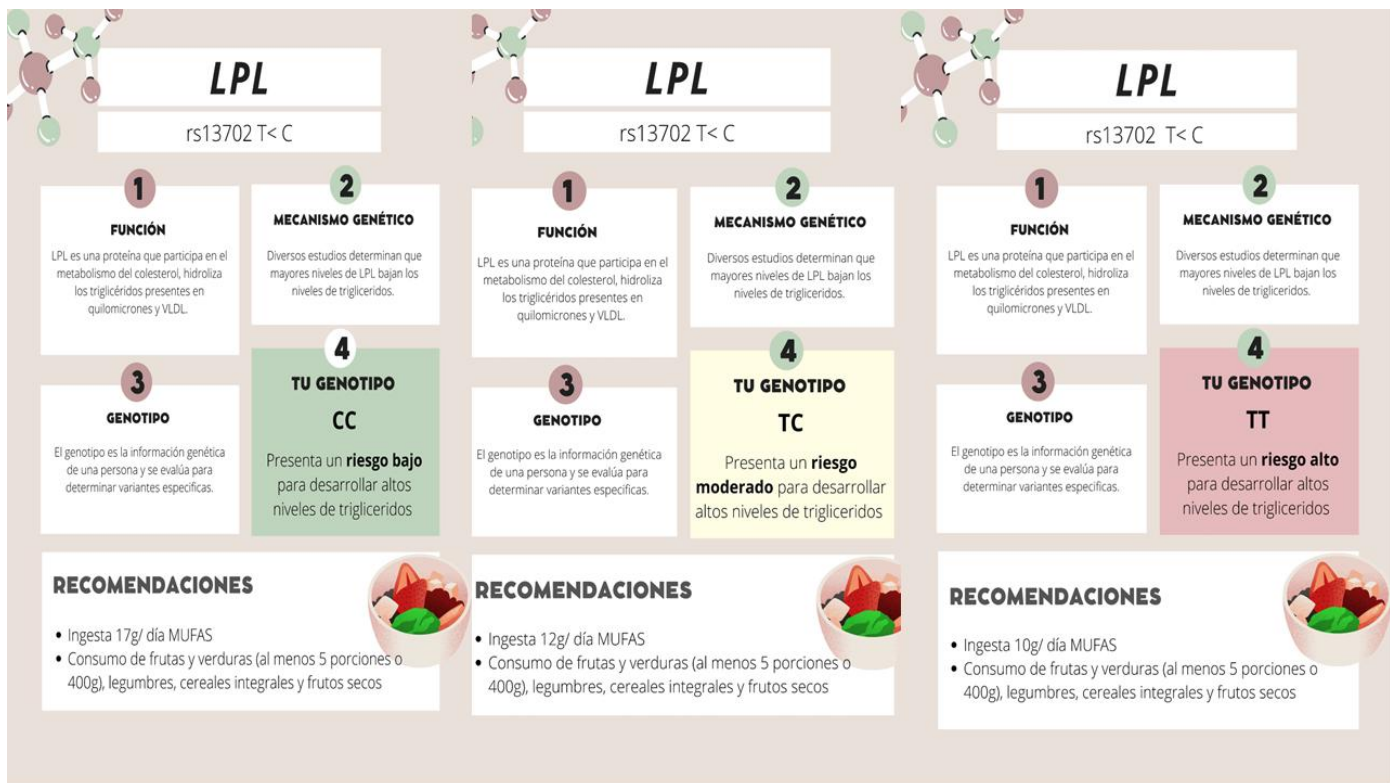 LPL
rs13702 T< C
1
FUNCIÓN
LPL es una proteína que participa en el
metabolismo del colesterol, hidroliza
los triglicéridos presentes en
quilomicrones y VLDL.
2
MECANISMO GENÉTICO
Diversos estudios determinan que
mayores niveles de LPL bajan los
niveles de trigliceridos.
3
GENOTIPO
El genotipo es la información genética
de una persona y se evalúa para
determinar variantes especificas.
4
TU GENOTIPO
CC
Presenta un riesgo bajo
para desarrollar altos
niveles de trigliceridos
RECOMENDACIONES
• Ingesta 17g/ día MUFAS
• Consumo de frutas y verduras (al menos 5 porciones o
400g), legumbres, cereales integrales y frutos secos
LPL
rs13702 T< C
1
FUNCIÓN
LPL es una proteína que participa en el
metabolismo del colesterol, hidroliza
los triglicéridos presentes en
quilomicrones y VLDL.
2
MECANISMO GENÉTICO
Diversos estudios determinan que
mayores niveles de LPL bajan los
niveles de trigliceridos.
3
GENOTIPO
El genotipo es la información genética
de una persona y se evalúa para
determinar variantes especificas.
4
TU GENOTIPO
TC
Presenta un riesgo
moderado para desarrollar
altos niveles de trigliceridos
RECOMENDACIONES
• Ingesta 12g/ día MUFAS
• Consumo de frutas y verduras (al menos 5 porciones o
400g), legumbres, cereales integrales y frutos secos
LPL
rs13702 T< C
1
FUNCIÓN
LPL es una proteína que participa en el
metabolismo del colesterol, hidroliza
los triglicéridos presentes en
quilomicrones y VLDL.
2
MECANISMO GENÉTICO
Diversos estudios determinan que
mayores niveles de LPL bajan los
niveles de trigliceridos.
3
GENOTIPO
El genotipo es la información genética
de una persona y se evalúa para
determinar variantes especificas.
4
TU GENOTIPO
TT
Presenta un riesgo alto
para desarrollar altos
niveles de trigliceridos
RECOMENDACIONES
• Ingesta 10g/ día MUFAS
• Consumo de frutas y verduras (al menos 5 porciones o
400g), legumbres, cereales integrales y frutos secos